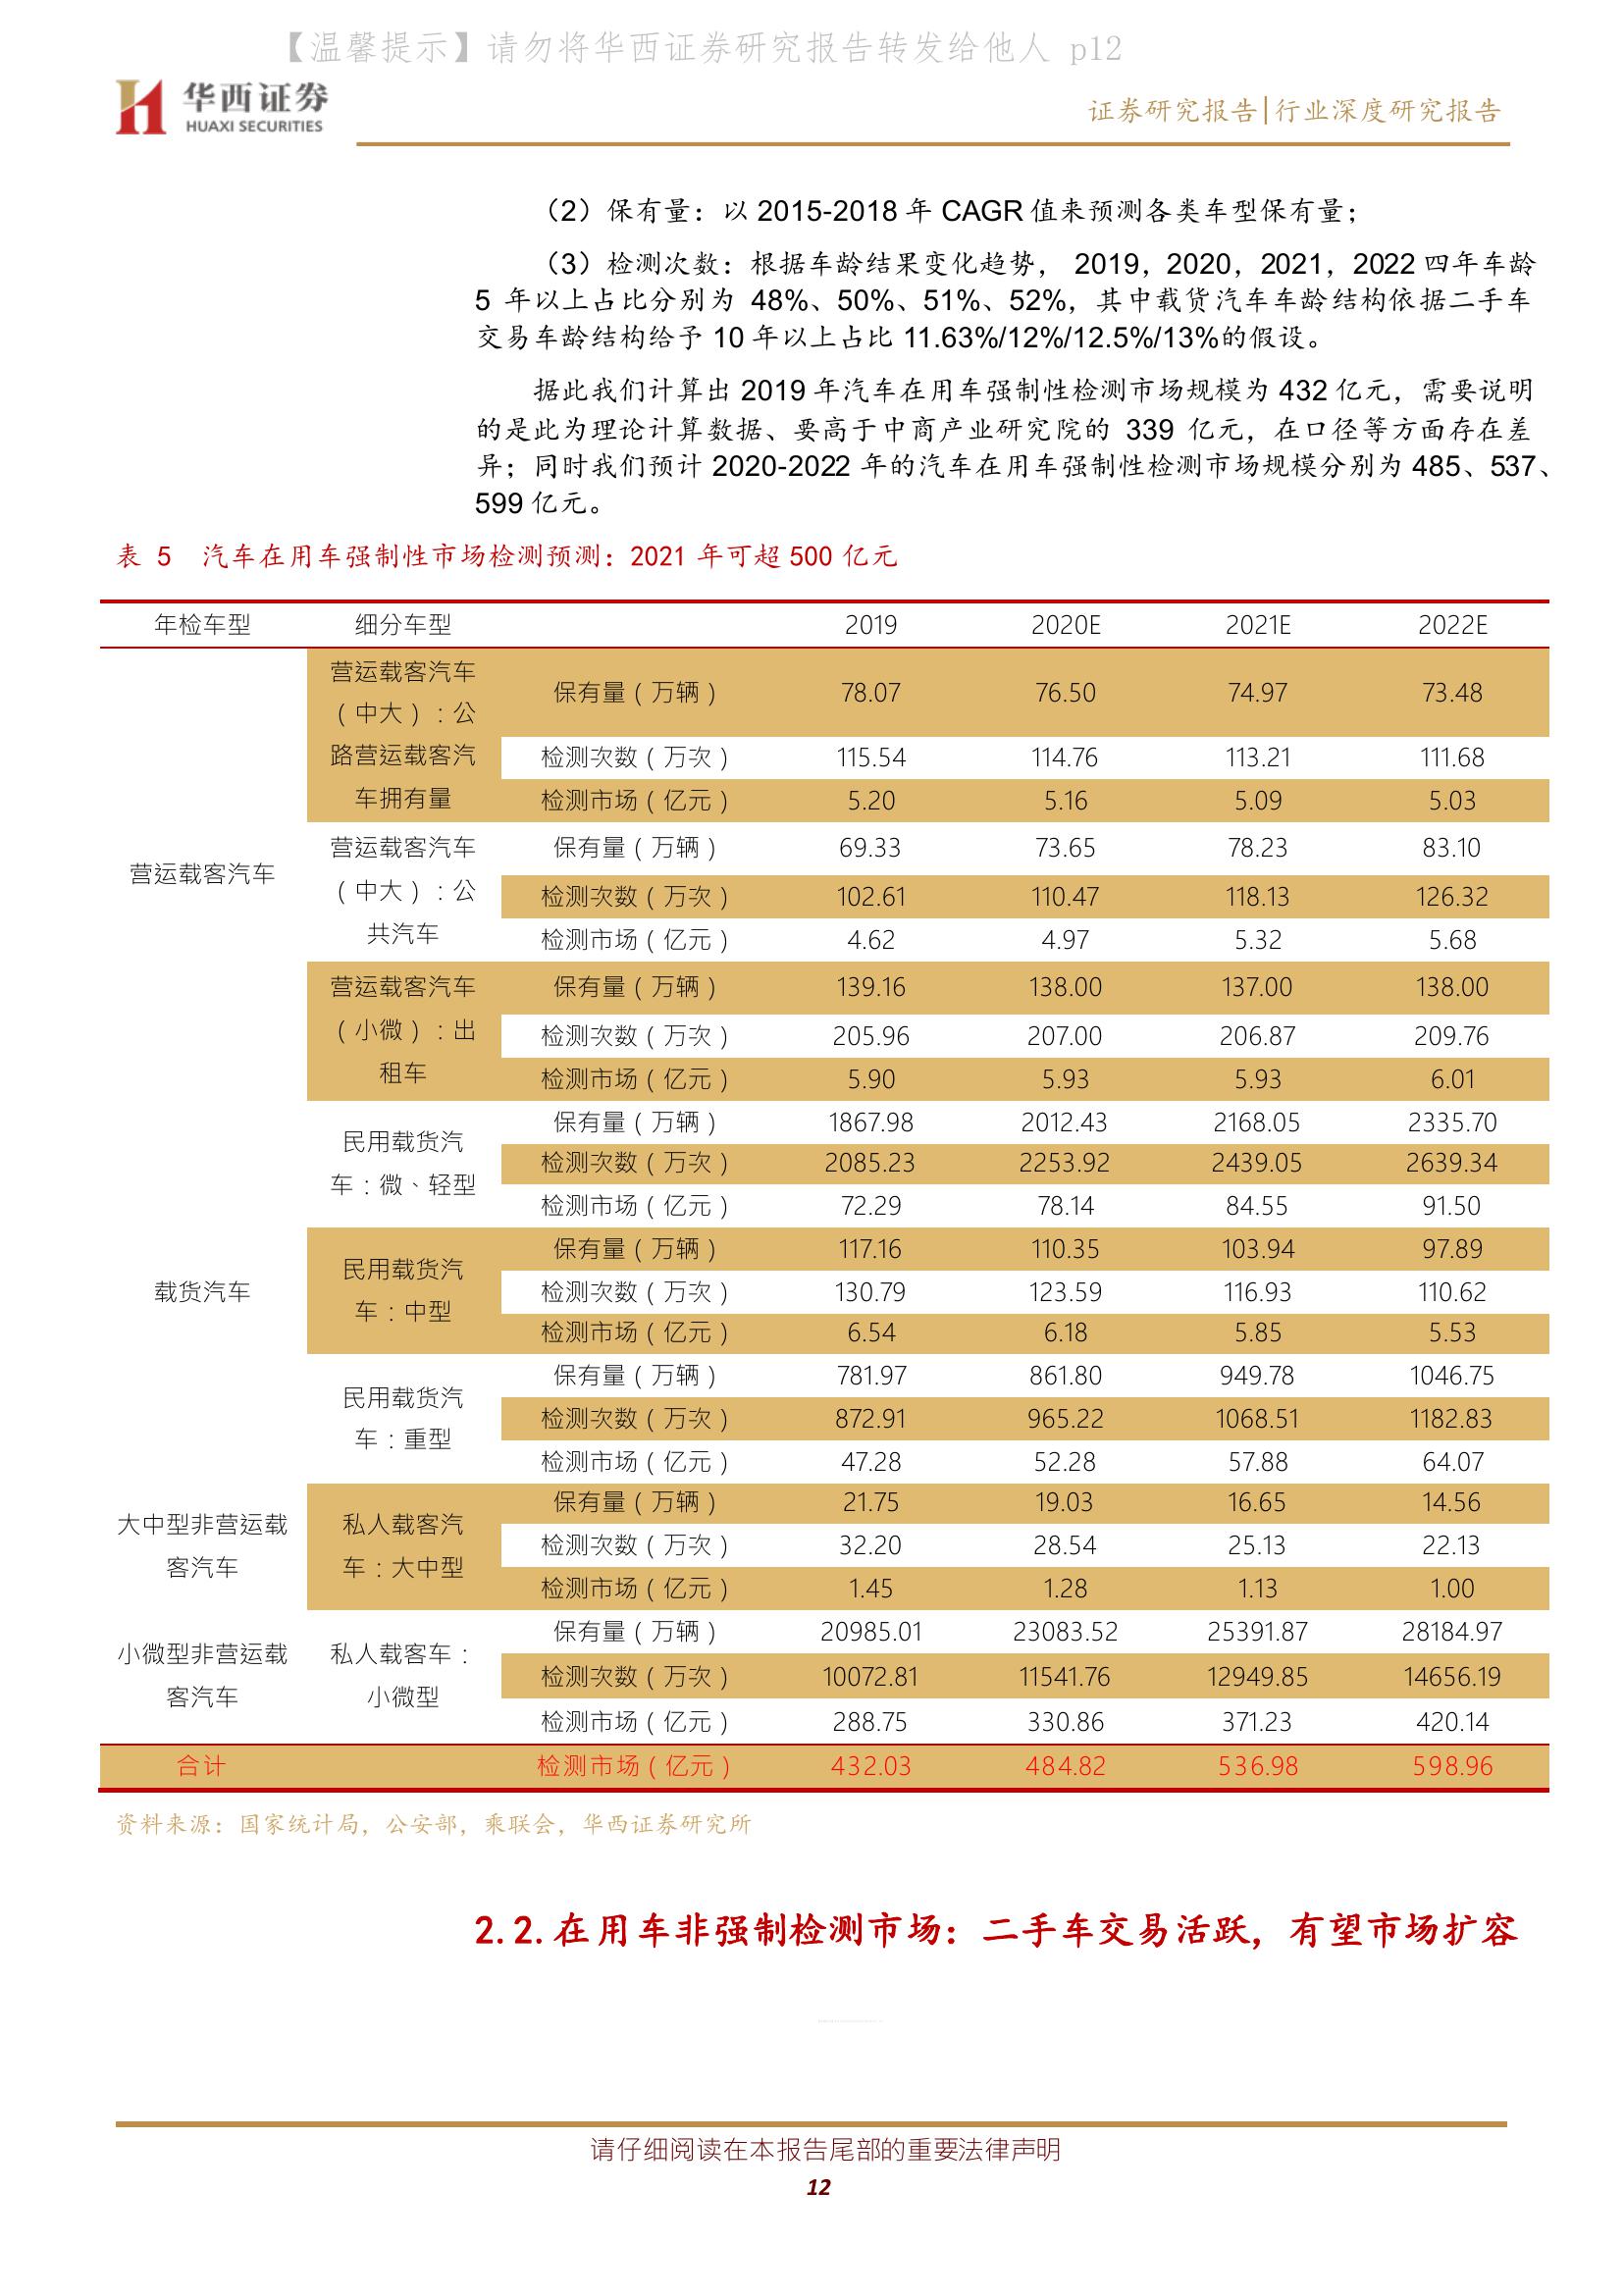 【温馨提示】请勿将华西证券研究报告转发给他人 p12
华西证券
HUAXI SECURITIES
证券研究报告|行业深度研究报告
（2）保有量：以 2015-2018 年 CAGR 值来预测各类车型保有量；
（3）检测次数：根据车龄结果变化趋势， 2019，2020，2021，2022 四年车龄
5 年以上占比分别为 48%、50%、51%、52%，其中载货汽车车龄结构依据二手车
交易车龄结构给予 10 年以上占比 11.63%/12%/12.5%/13%的假设。
据此我们计算出 2019 年汽车在用车强制性检测市场规模为 432 亿元，需要说明
的是此为理论计算数据、要高于中商产业研究院的 339 亿元，在口径等方面存在差
异；同时我们预计 2020-2022 年的汽车在用车强制性检测市场规模分别为 485、537、
599 亿元。
表 5 汽车在用车强制性市场检测预测：2021 年可超 500 亿元
年检车型 细分车型 2019 2020E 2021E 2022E
营运载客汽车
营运载客汽车
（中大）：公
路营运载客汽
车拥有量
保有量（万辆） 78.07 76.50 74.97 73.48
检测次数（万次） 115.54 114.76 113.21 111.68
检测市场（亿元） 5.20 5.16 5.09 5.03
营运载客汽车
（中大）：公
共汽车
保有量（万辆） 69.33 73.65 78.23 83.10
检测次数（万次） 102.61 110.47 118.13 126.32
检测市场（亿元） 4.62 4.97 5.32 5.68
营运载客汽车
（小微）：出
租车
保有量（万辆） 139.16 138.00 137.00 138.00
检测次数（万次） 205.96 207.00 206.87 209.76
检测市场（亿元） 5.90 5.93 5.93 6.01
载货汽车
民用载货汽
车：微、轻型
保有量（万辆） 1867.98 2012.43 2168.05 2335.70
检测次数（万次） 2085.23 2253.92 2439.05 2639.34
检测市场（亿元） 72.29 78.14 84.55 91.50
民用载货汽
车：中型
保有量（万辆） 117.16 110.35 103.94 97.89
检测次数（万次） 130.79 123.59 116.93 110.62
检测市场（亿元） 6.54 6.18 5.85 5.53
民用载货汽
车：重型
保有量（万辆） 781.97 861.80 949.78 1046.75
检测次数（万次） 872.91 965.22 1068.51 1182.83
检测市场（亿元） 47.28 52.28 57.88 64.07
大中型非营运载
客汽车
私人载客汽
车：大中型
保有量（万辆） 21.75 19.03 16.65 14.56
检测次数（万次） 32.20 28.54 25.13 22.13
检测市场（亿元） 1.45 1.28 1.13 1.00
小微型非营运载
客汽车
私人载客车：
小微型
保有量（万辆） 20985.01 23083.52 25391.87 28184.97
检测次数（万次） 10072.81 11541.76 12949.85 14656.19
检测市场（亿元） 288.75 330.86 371.23 420.14
合计 检测市场（亿元） 432.03 484.82 536.98 598.96
资料来源：国家统计局，公安部，乘联会，华西证券研究所
2.2.在用车非强制检测市场：二手车交易活跃，有望市场扩容
请仔细阅读在本报告尾部的重要法律声明
12